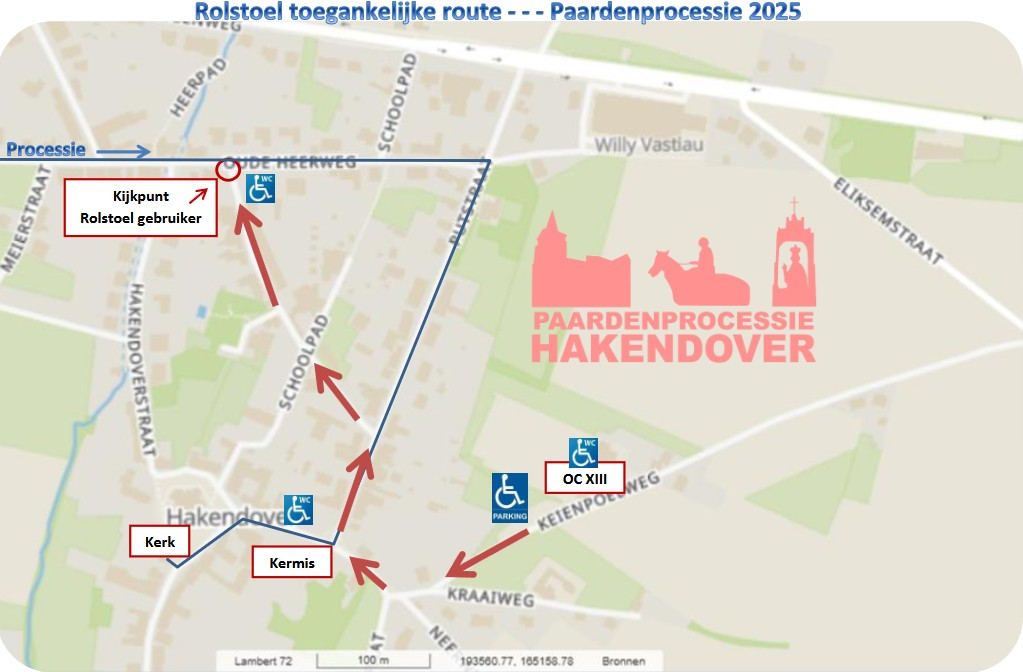 Rolstoel toegankelijke route - - - Paardenprocessie 2025
HEERPAD
SCHOOLPAD
Willy Vastiau
Processie
OUDE HEERWEG
WC
Kijkpunt
Rolstoel gebruiker
MEIERSTRAAT
ELIKSEMSTRAAT
PAARDENPROCESSIE
HAKENDOVER
HAKENDOVERSTRAAT
SCHOOLPAD
WC
OC XIII
PARKING
KEIENPOELWEG
WC
Hakendove
Kerk
Kermis
KRAAIWEG
Lambert 72
100 m
193560.77, 165158.78
Bronnen